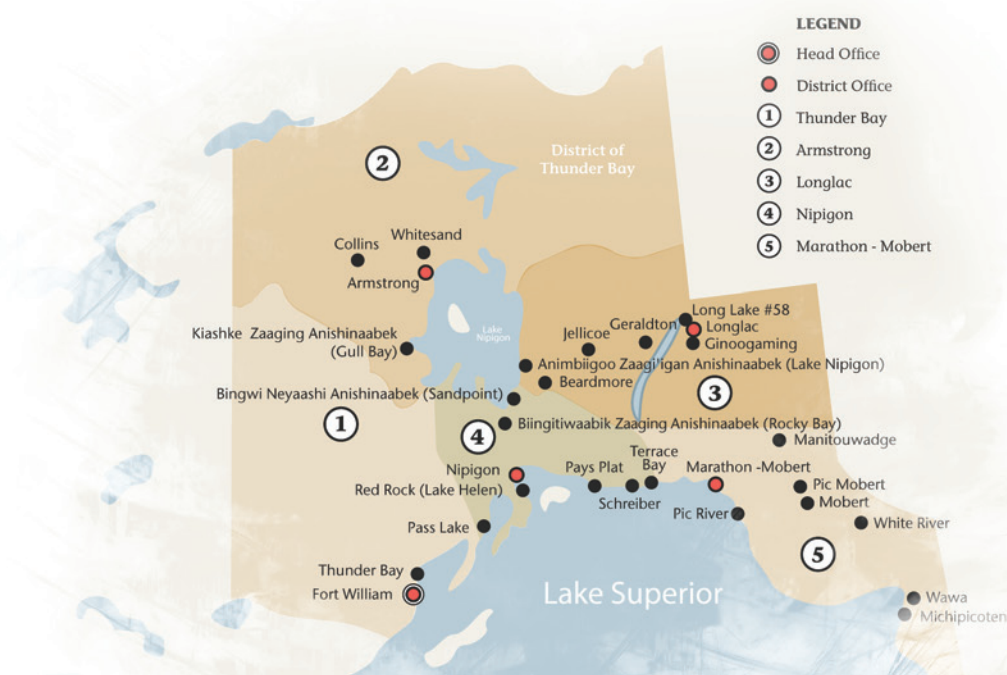 LEGEND
Head Office
District Office
1 Thunder Bay
2 Armstrong
3 Longlac
4 Nipigon
5 Marathon - Mobert
District of
Thunder Bay
2
Whitesand
Collins
Armstrong
Long Lake #58
Geraldton
Longlac
Lake
Nipigon
Jellicoe
Ginoogaming
Kiashke Zaaging Anishinaabek
(Gull Bay)
Animbiigoo Zaagi'igan Anishinaabek (Lake Nipigon)
Beardmore
Bingwi Neyaashi Anishinaabek (Sandpoint)
3
1
Biingitiwaabik Zaaging Anishinaabek (Rocky Bay)
4
Manitouwadge
Terrace
Bay
Nipigon
Pays Plat
Marathon -Mobert
Red Rock (Lake Helen)
Pic Mobert
Schreiber
Mobert
Pic River
White River
Pass Lake
5
Thunder Bay
Fort William
Lake Superior
Wawa
Michipicoten